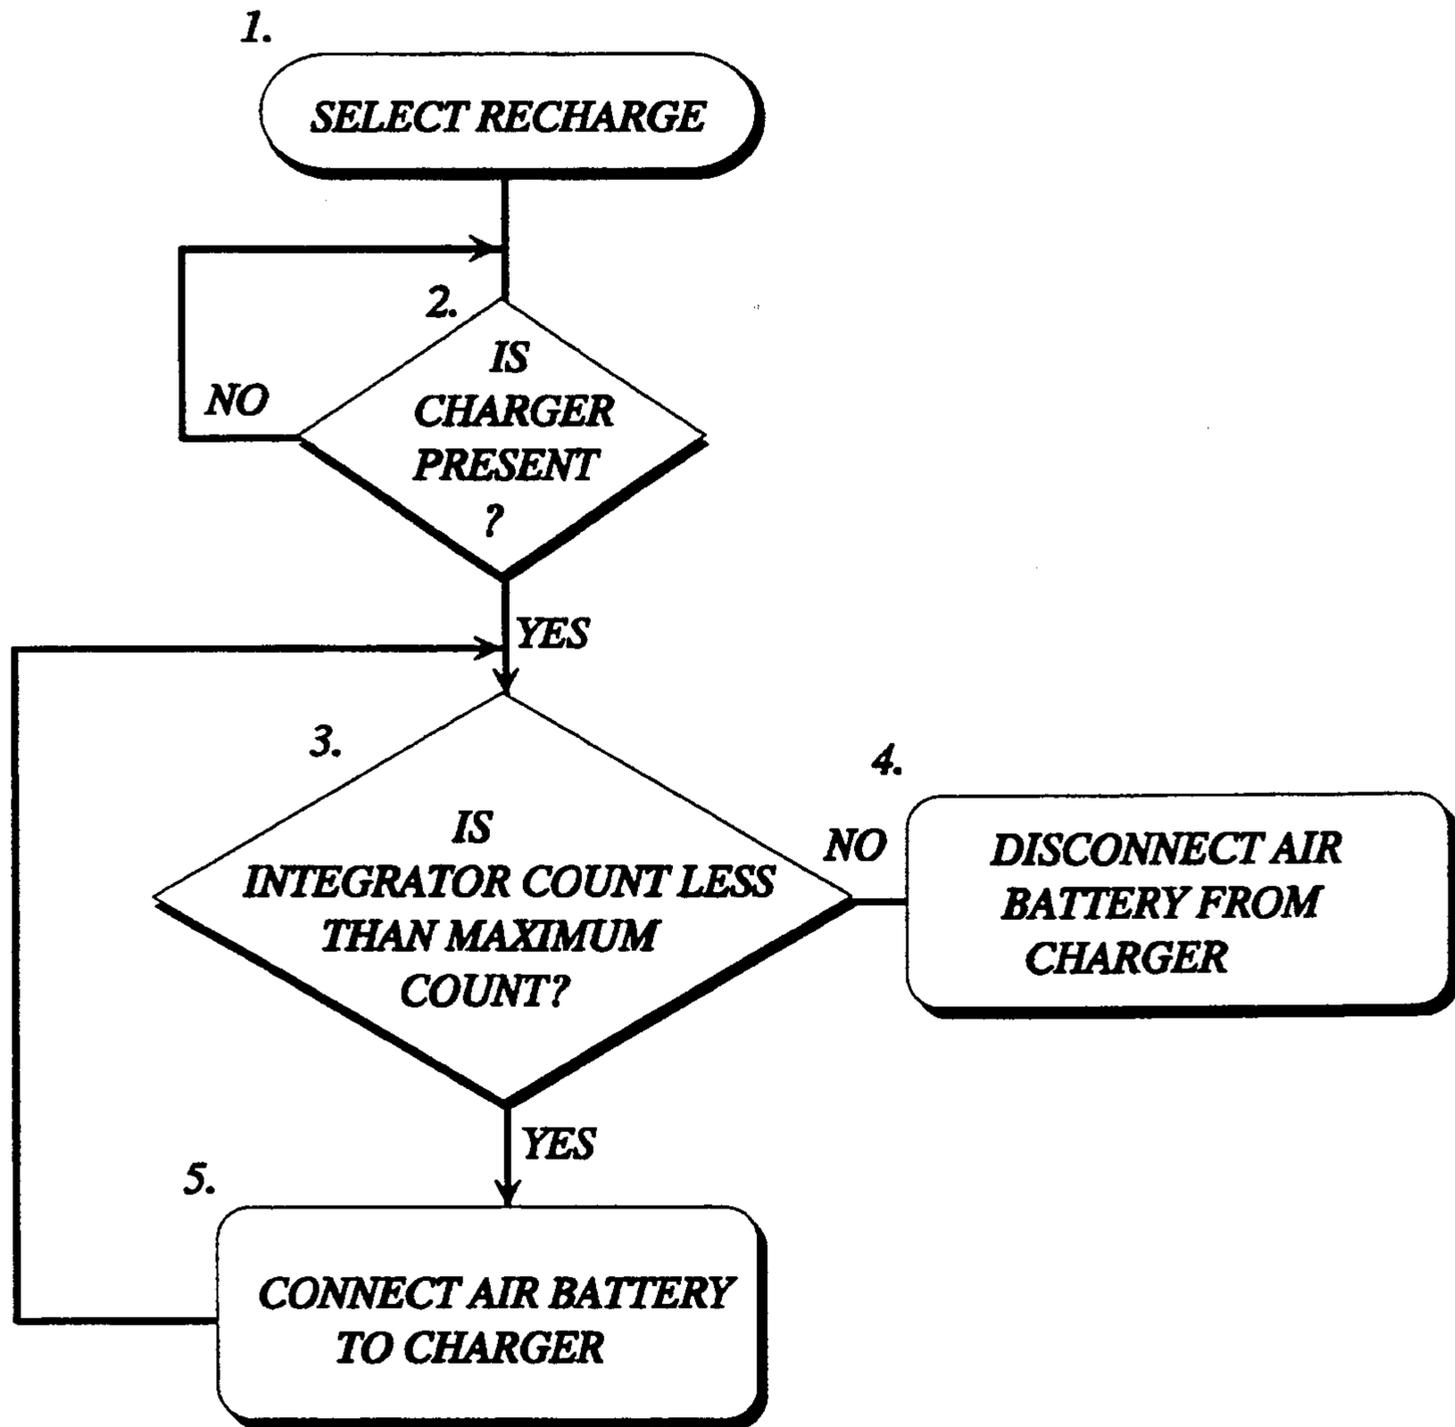 1.
SELECT RECHARGE
2.
IS
CHARGER
PRESENT
?
NO
YES
3.
IS
INTEGRATOR COUNT LESS
THAN MAXIMUM
COUNT?
NO
4.
DISCONNECT AIR
BATTERY FROM
CHARGER
YES
5.
CONNECT AIR BATTERY
TO CHARGER